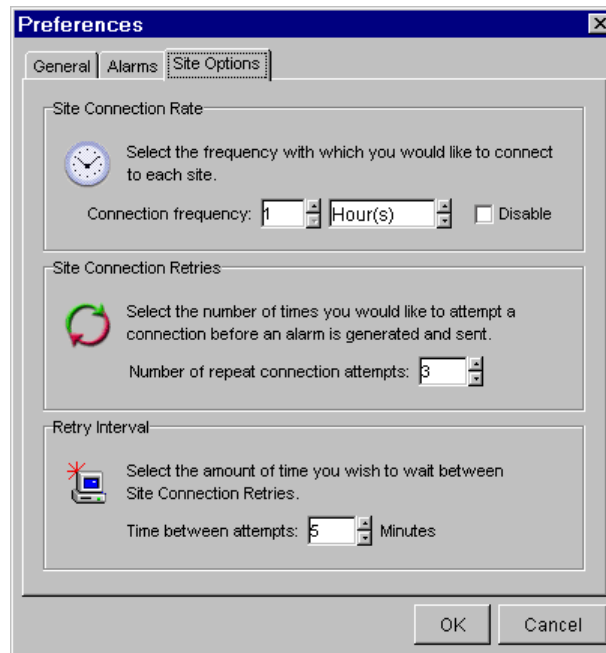 Preferences
General Alarms Site Options
Site Connection Rate
Select the frequency with which you would like to connect
to each site.
Connection frequency: 1 Hour(s) Disable
Site Connection Retries
Select the number of times you would like to attempt a
connection before an alarm is generated and sent.
Number of repeat connection attempts: 3
Retry Interval
Select the amount of time you wish to wait between
Site Connection Retries.
Time between attempts: 5 Minutes
OK Cancel